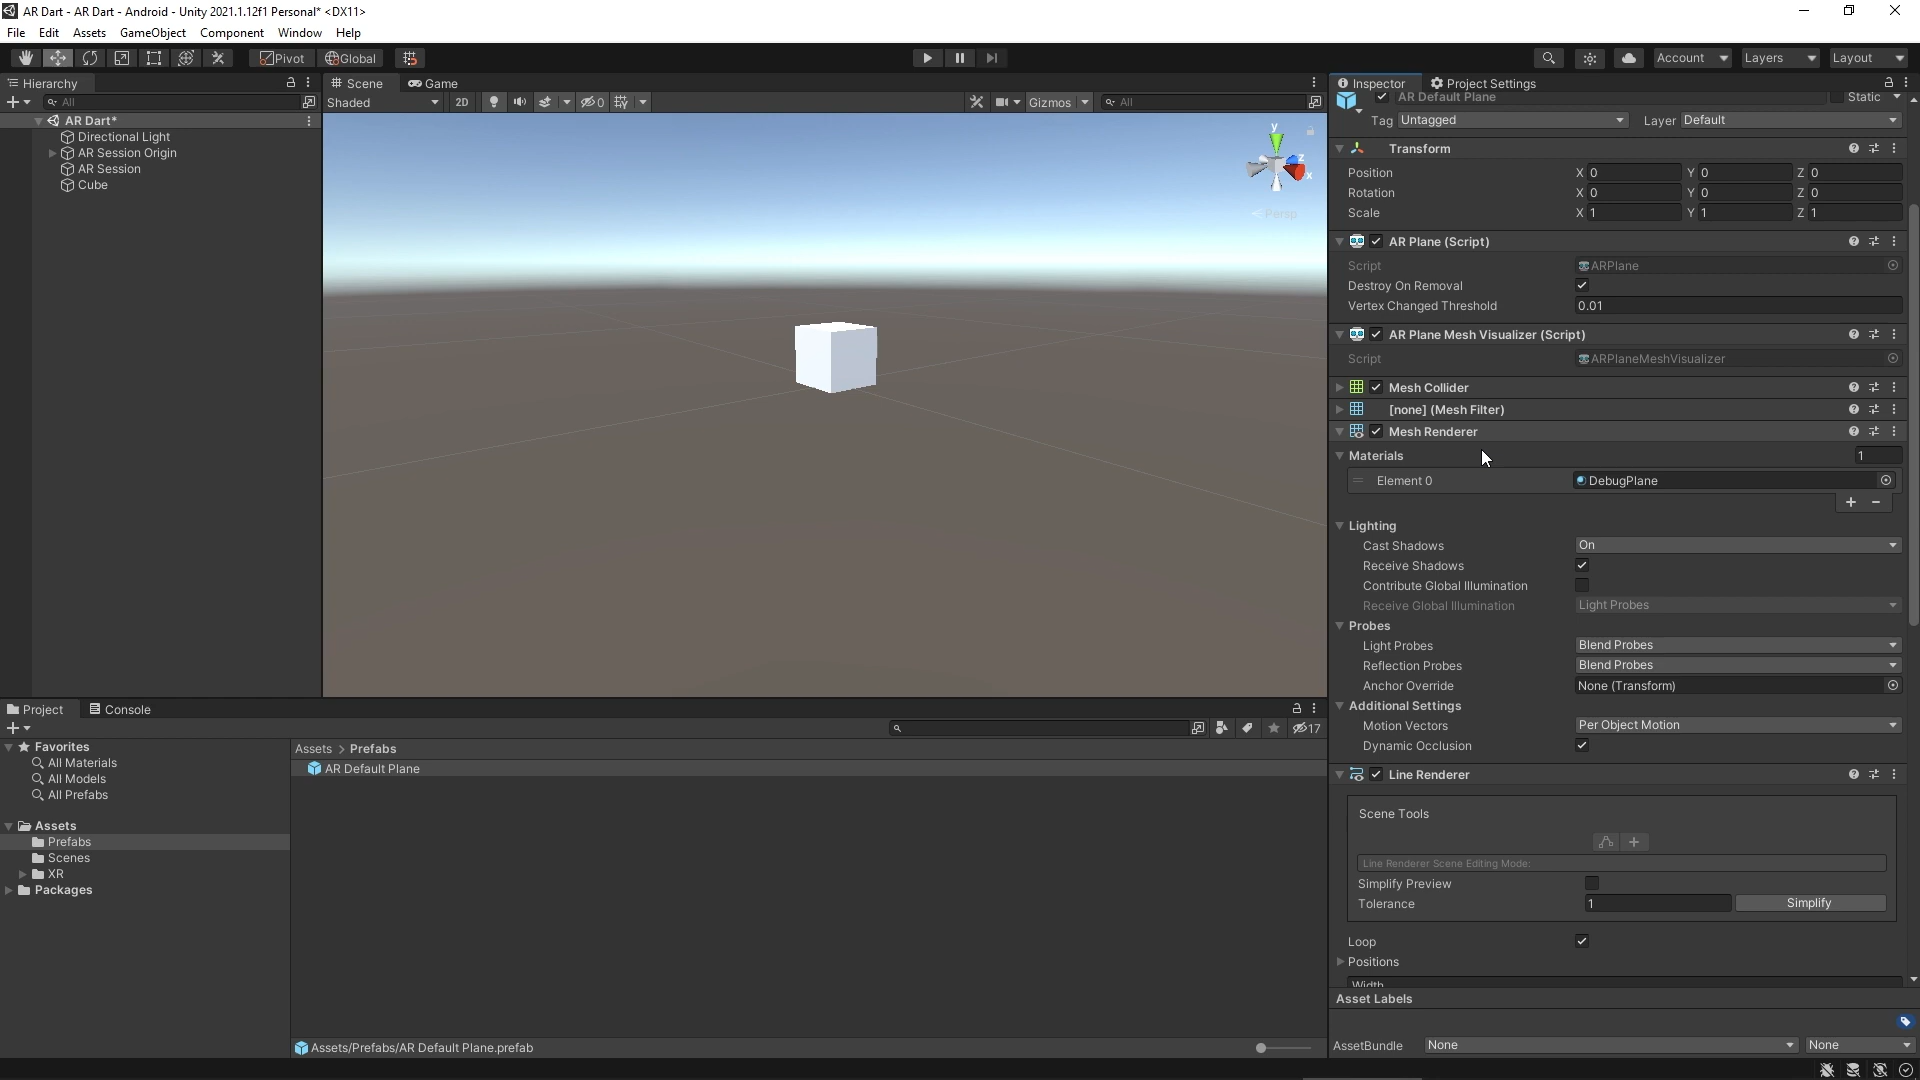 AR Dart - AR Dart - Android - Unity 2021.1.12f1 Personal* <DX11>
File Edit Assets GameObject Component Window Help
Pivot Global Account Layers Layout
Hierarchy
All
AR Dart*
Directional Light
AR Session Origin
AR Session
Cube
Scene Game
Shaded 2D 0 Gizmos All
y
z
x
Persp
Inspector Project Settings
AR Default Plane Static
Tag Untagged Layer Default
Transform
Position X 0 Y 0 Z 0
Rotation X 0 Y 0 Z 0
Scale X 1 Y 1 Z 1
AR Plane (Script)
Script ARPlane
Destroy On Removal
Vertex Changed Threshold 0.01
AR Plane Mesh Visualizer (Script)
Script ARPlaneMeshVisualizer
Mesh Collider
[none] (Mesh Filter)
Mesh Renderer
Materials 1
Element 0 DebugPlane
Lighting
Cast Shadows On
Receive Shadows
Contribute Global Illumination
Receive Global Illumination Light Probes
Probes
Light Probes Blend Probes
Reflection Probes Blend Probes
Anchor Override None (Transform)
Additional Settings
Motion Vectors Per Object Motion
Dynamic Occlusion
Line Renderer
Scene Tools
Line Renderer Scene Editing Mode:
Simplify Preview
Tolerance 1 Simplify
Loop
Positions
Width
Asset Labels
AssetBundle None None
Project Console
17
Favorites
All Materials
All Models
All Prefabs
Assets
Prefabs
Scenes
XR
Packages
Assets > Prefabs
AR Default Plane
Assets/Prefabs/AR Default Plane.prefab